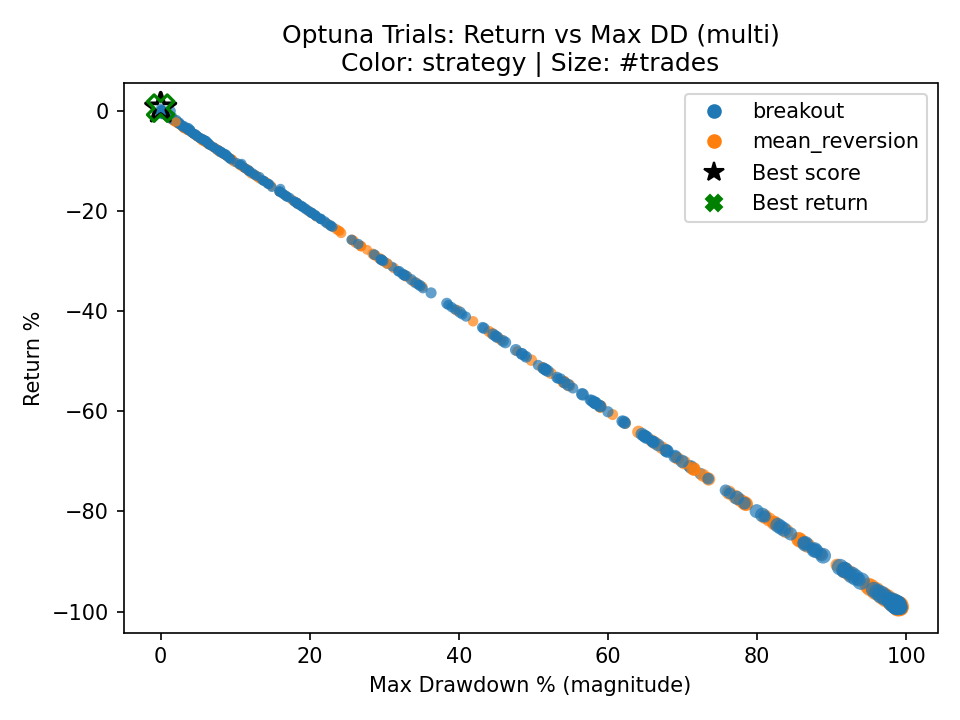 Optuna Trials: Return vs Max DD (multi)
Color: strategy | Size: #trades
breakout
mean_reversion
Best score
Best return
Return %
0
−20
−40
−60
−80
−100
0
20
40
60
80
100
Max Drawdown % (magnitude)